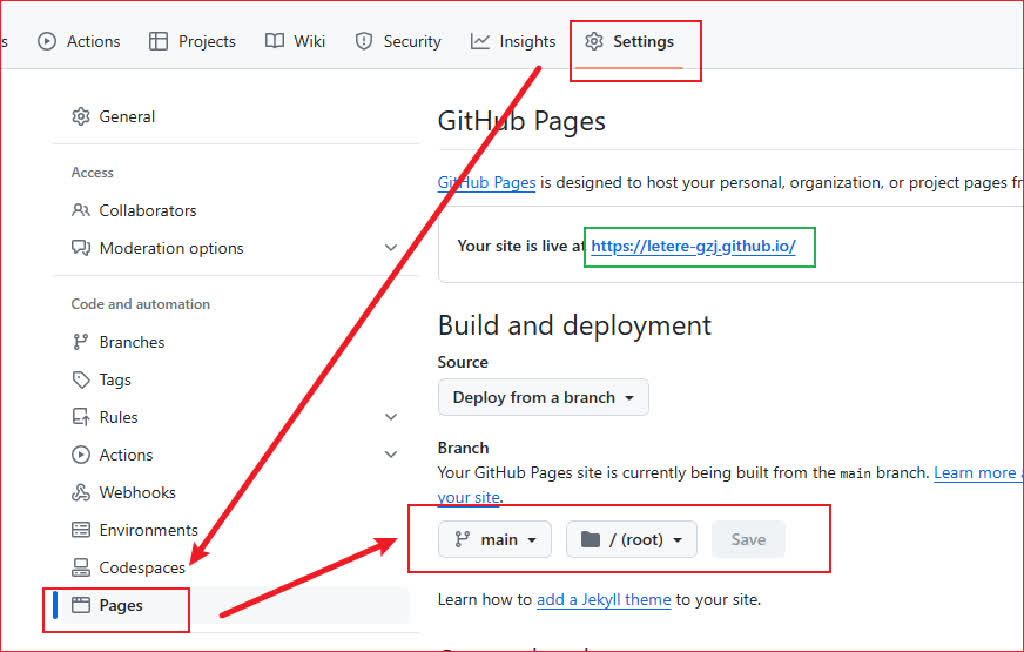 Actions Projects Wiki Security Insights Settings
General
Access
Collaborators
Moderation options
Code and automation
Branches
Tags
Rules
Actions
Webhooks
Environments
Codespaces
Pages
GitHub Pages
GitHub Pages is designed to host your personal, organization, or project pages
Your site is live at https://letere-gzj.github.io/
Build and deployment
Source
Deploy from a branch
Branch
Your GitHub Pages site is currently being built from the main branch. Learn more
your site.
main / (root) Save
Learn how to add a Jekyll theme to your site.